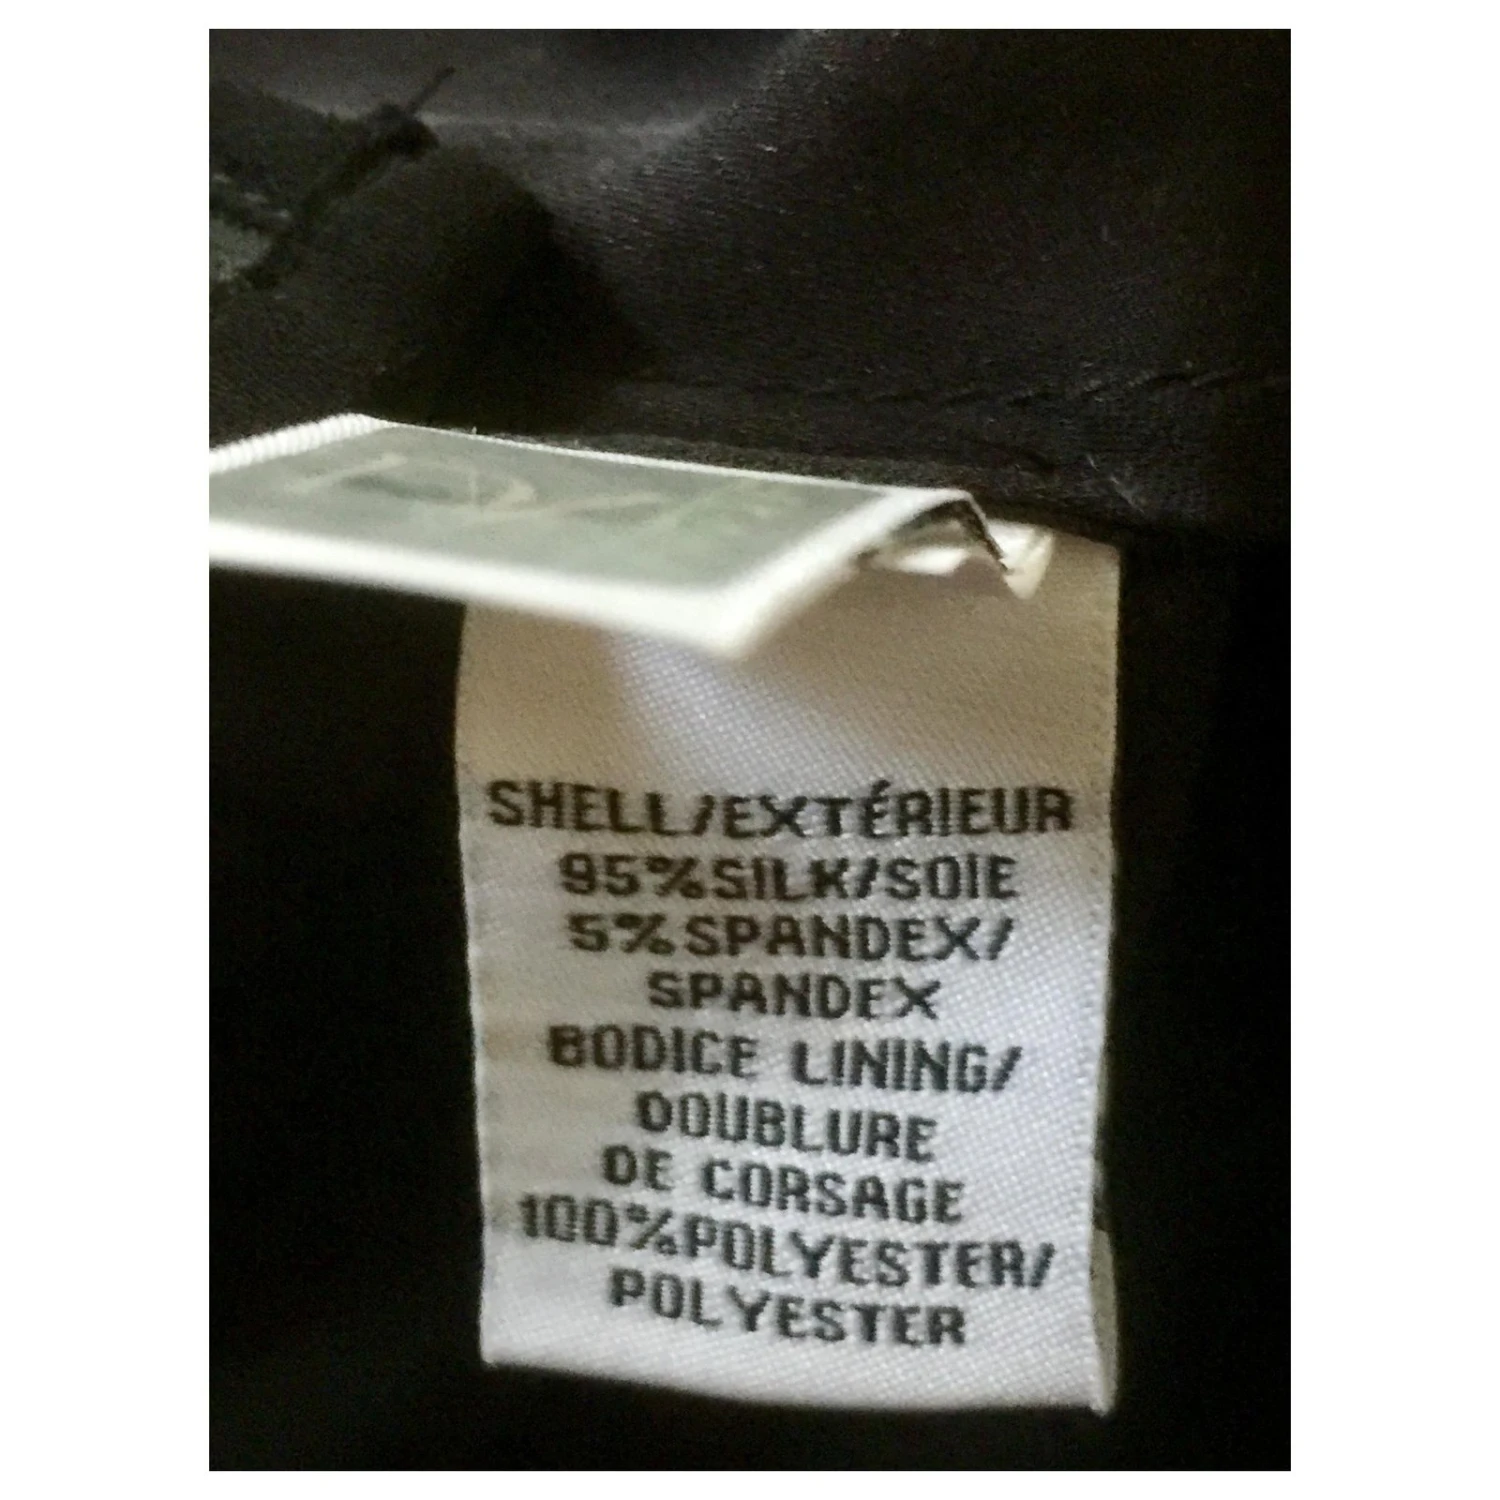 SHELL/EXTÉRIEUR
95%SILK/SOIE
5%SPANDEX/
SPANDEX
BODICE LINING/
DOUBLURE
DE CORSAGE
100%POLYESTER/
POLYESTER